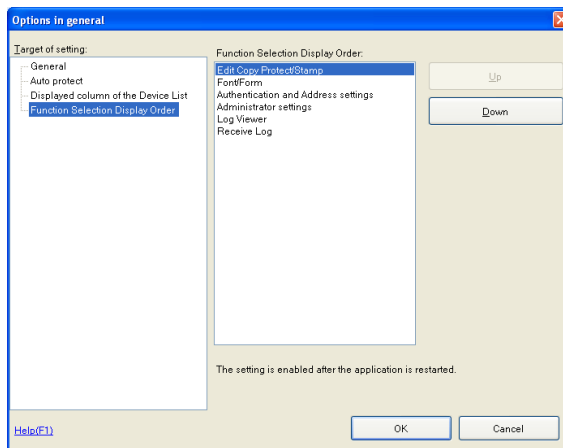 Options in general
Target of setting:
General
Auto protect
Displayed column of the Device List
Function Selection Display Order
Function Selection Display Order:
Edit Copy Protect/Stamp
Font/Form
Authentication and Address settings
Administrator settings
Log Viewer
Receive Log
Up
Down
The setting is enabled after the application is restarted.
Help(F1)
OK
Cancel